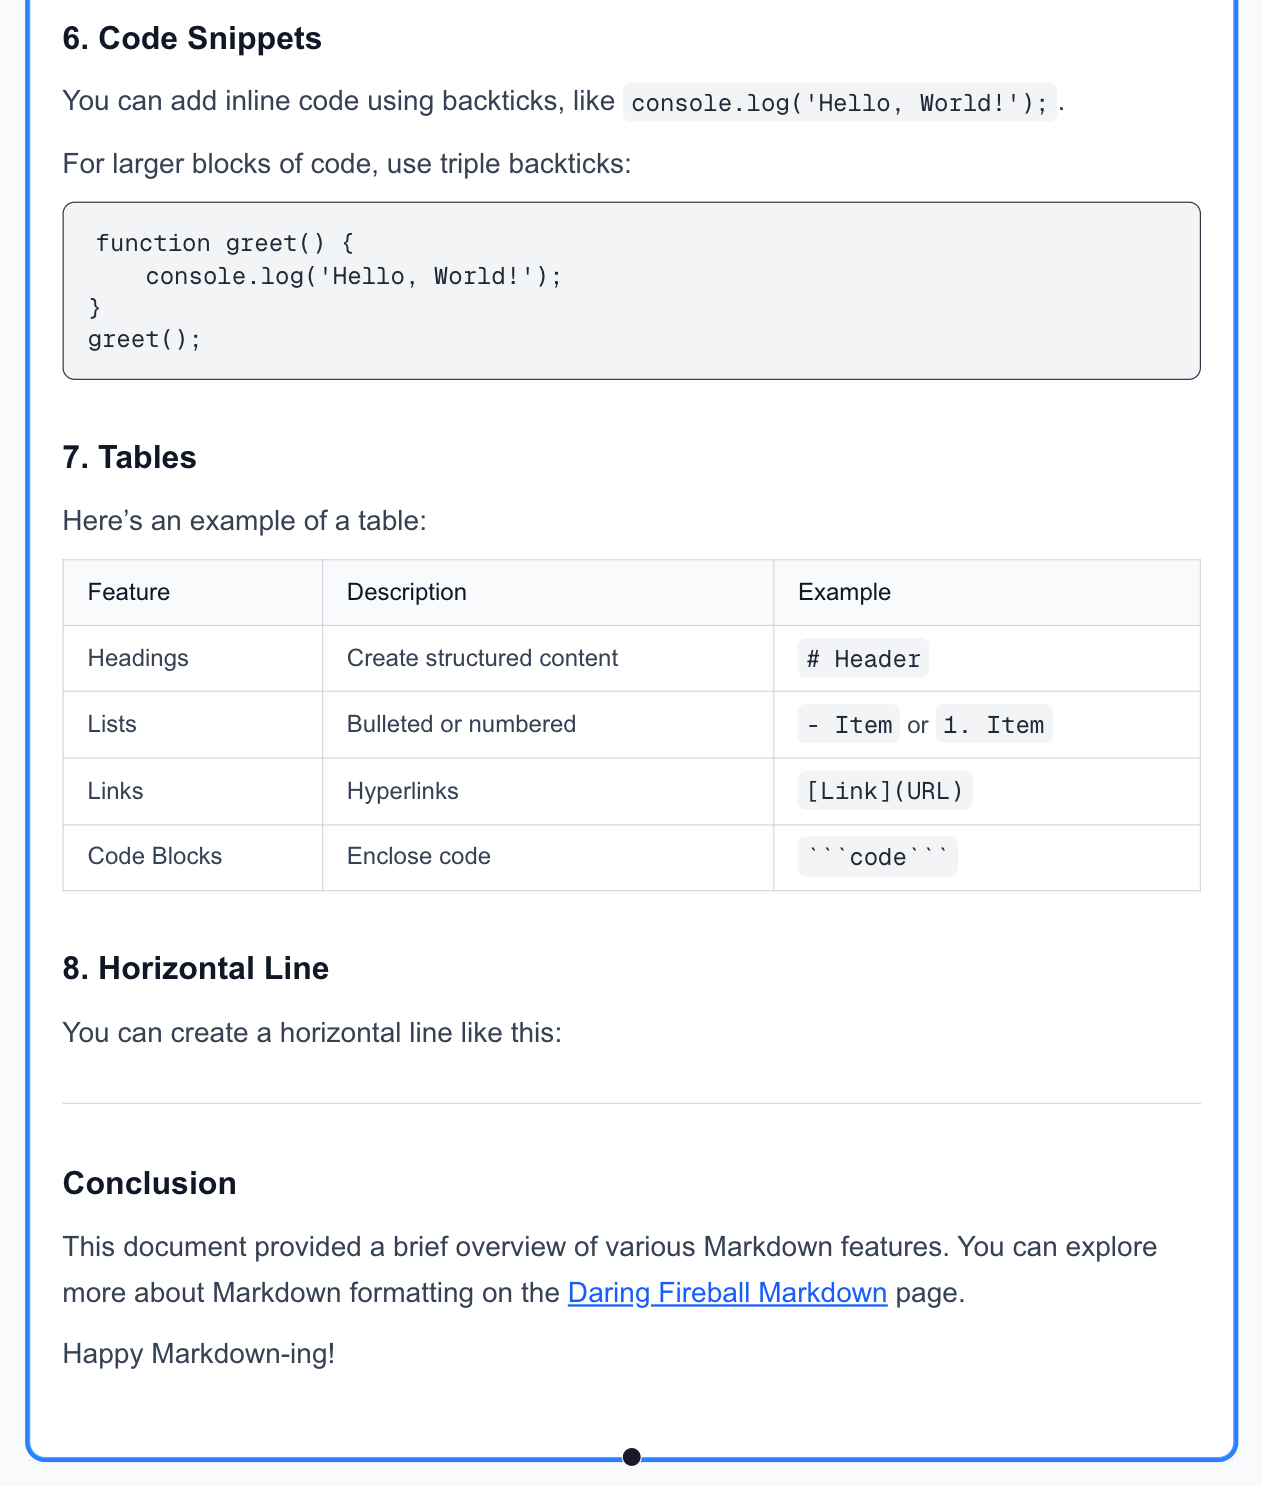 6. Code Snippets
You can add inline code using backticks, like console.log('Hello, World!');.
For larger blocks of code, use triple backticks:
function greet() {
    console.log('Hello, World!');
}
greet();
7. Tables
Here’s an example of a table:
Feature Description Example
Headings Create structured content # Header
Lists Bulleted or numbered - Item or 1. Item
Links Hyperlinks [Link](URL)
Code Blocks Enclose code ```code```
8. Horizontal Line
You can create a horizontal line like this:
Conclusion
This document provided a brief overview of various Markdown features. You can explore
more about Markdown formatting on the Daring Fireball Markdown page.
Happy Markdown-ing!